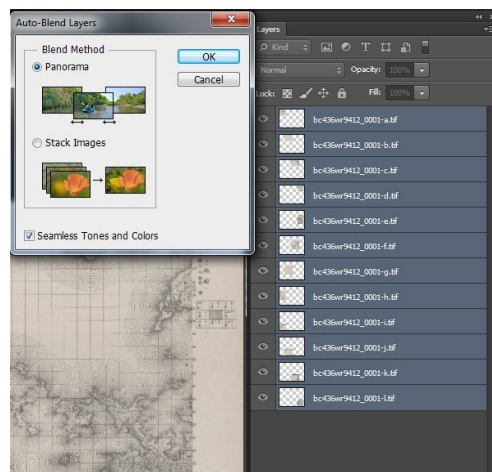 Auto-Blend Layers
Blend Method
Panorama
Stack Images
Seamless Tones and Colors
OK
Cancel
Layers
Kind
Normal
Opacity: 100%
Lock:
Fill: 100%
bc436wr9412_0001-a.tif
bc436wr9412_0001-b.tif
bc436wr9412_0001-c.tif
bc436wr9412_0001-d.tif
bc436wr9412_0001-e.tif
bc436wr9412_0001-f.tif
bc436wr9412_0001-g.tif
bc436wr9412_0001-h.tif
bc436wr9412_0001-i.tif
bc436wr9412_0001-j.tif
bc436wr9412_0001-k.tif
bc436wr9412_0001-l.tif